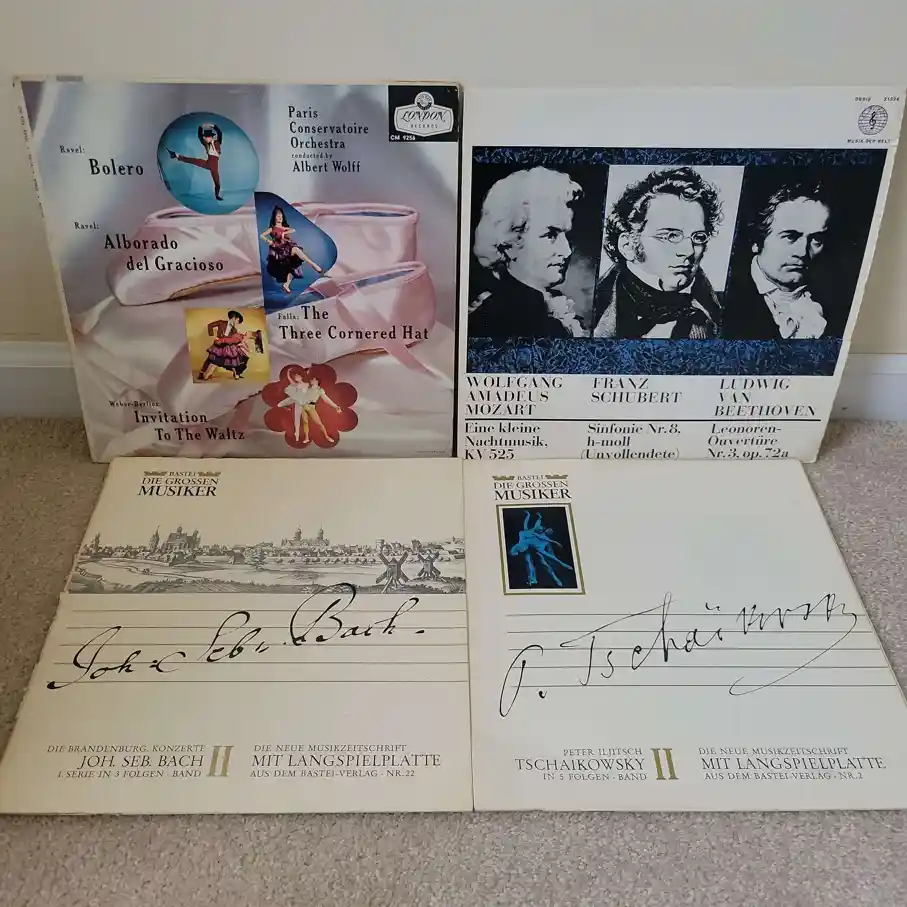 Paris
Conservatoire
Orchestra
conducted by
Albert Wolff
LONDON
RECORDS
CM 9256
Ravel:
Bolero
Ravel:
Alborado
del Gracioso
Falla: The
Three Cornered Hat
Weber-Berlioz:
Invitation
To The Waltz
MUSIK DER WELT
WOLFGANG
AMADEUS
MOZART
FRANZ
SCHUBERT
LUDWIG
VAN
BEETHOVEN
Eine kleine
Nachtmusik,
KV 525
Sinfonie Nr. 8,
h-moll
(Unvollendete)
Leonoren-
Ouvertüre
Nr. 3, op. 72a
BASTEI
DIE GROSSEN
MUSIKER
Joh. Seb. Bach.
DIE BRANDENBURG. KONZERTE
JOH. SEB. BACH
I. SERIE IN 3 FOLGEN · BAND
II
DIE NEUE MUSIKZEITSCHRIFT
MIT LANGSPIELPLATTE
AUS DEM BASTEI-VERLAG · NR. 22
BASTEI
DIE GROSSEN
MUSIKER
P. Tschaïkovsky
PETER ILJITSCH
TSCHAIKOWSKY
IN 5 FOLGEN · BAND
II
DIE NEUE MUSIKZEITSCHRIFT
MIT LANGSPIELPLATTE
AUS DEM BASTEI-VERLAG · NR. 2